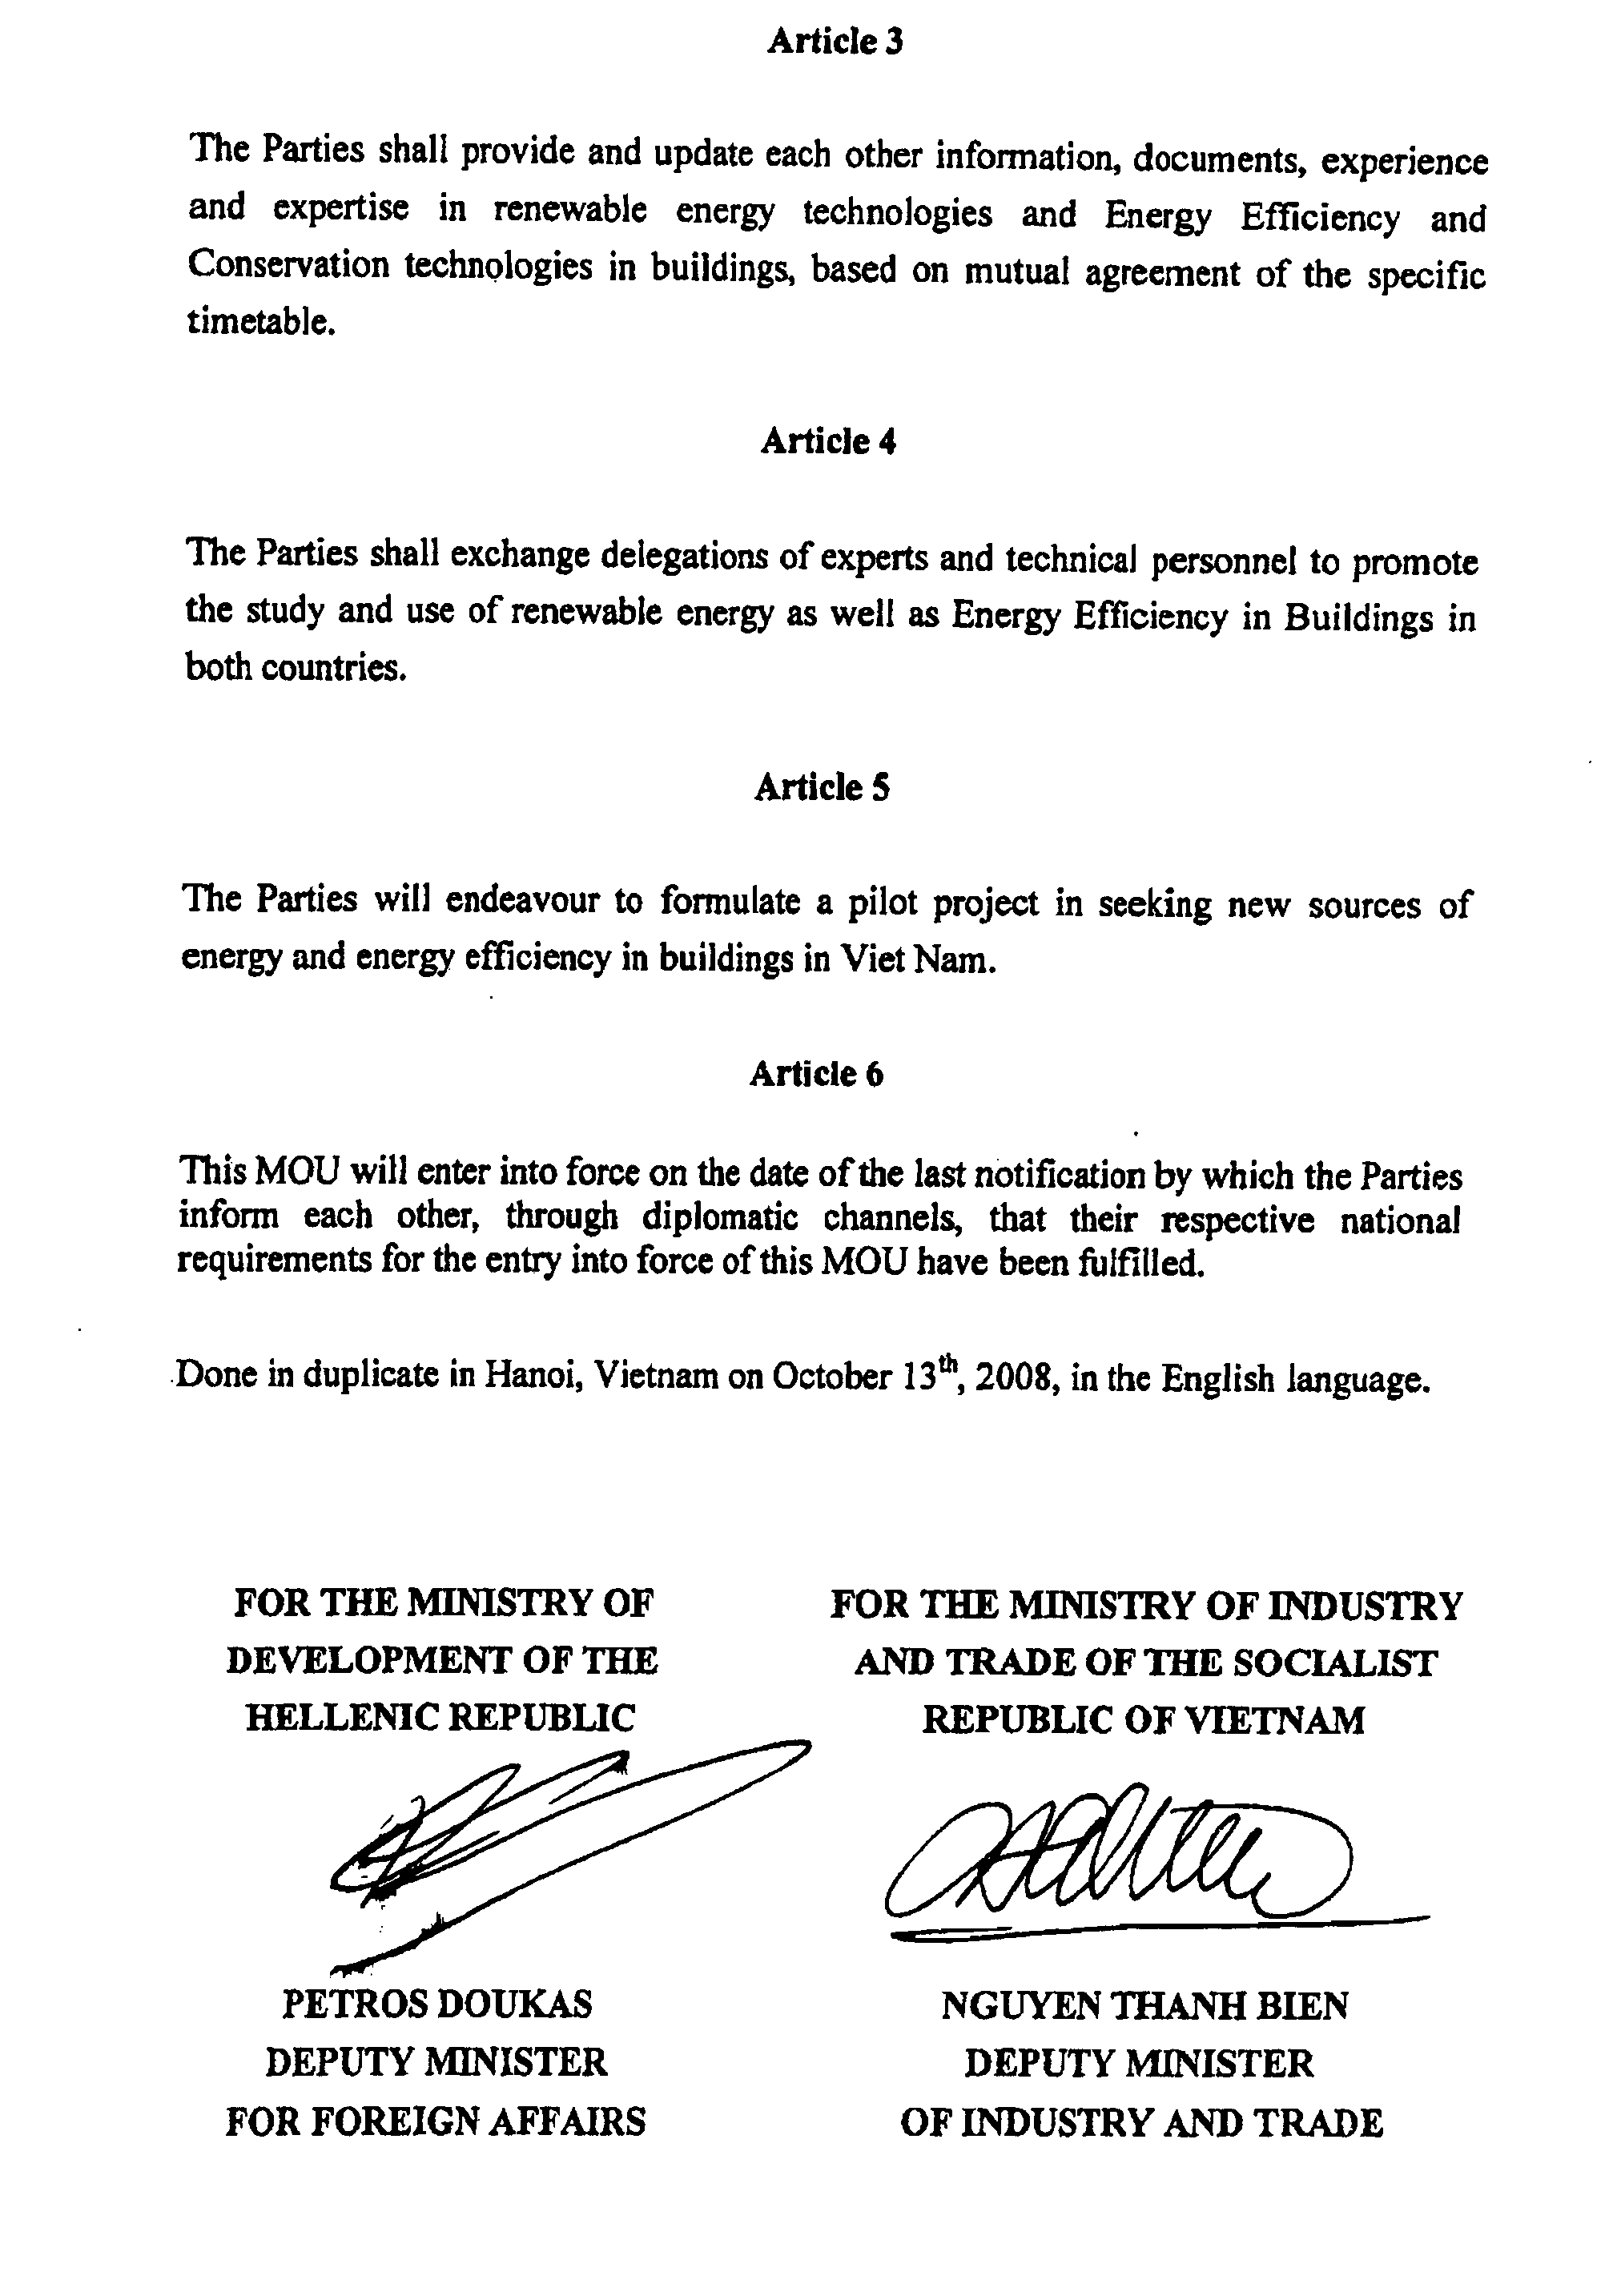 Article 3
The Parties shall provide and update each other information, documents, experience
and expertise in renewable energy technologies and Energy Efficiency and
Conservation technologies in buildings, based on mutual agreement of the specific
timetable.
Article 4
The Parties shall exchange delegations of experts and technical personnel to promote
the study and use of renewable energy as well as Energy Efficiency in Buildings in
both countries.
Article 5
The Parties will endeavour to formulate a pilot project in seeking new sources of
energy and energy efficiency in buildings in Viet Nam.
Article 6
This MOU will enter into force on the date of the last notification by which the Parties
inform each other, through diplomatic channels, that their respective national
requirements for the entry into force of this MOU have been fulfilled.
Done in duplicate in Hanoi, Vietnam on October 13th, 2008, in the English language.
FOR THE MINISTRY OF
DEVELOPMENT OF THE
HELLENIC REPUBLIC
PETROS DOUKAS
DEPUTY MINISTER
FOR FOREIGN AFFAIRS
FOR THE MINISTRY OF INDUSTRY
AND TRADE OF THE SOCIALIST
REPUBLIC OF VIETNAM
NGUYEN THANH BIEN
DEPUTY MINISTER
OF INDUSTRY AND TRADE